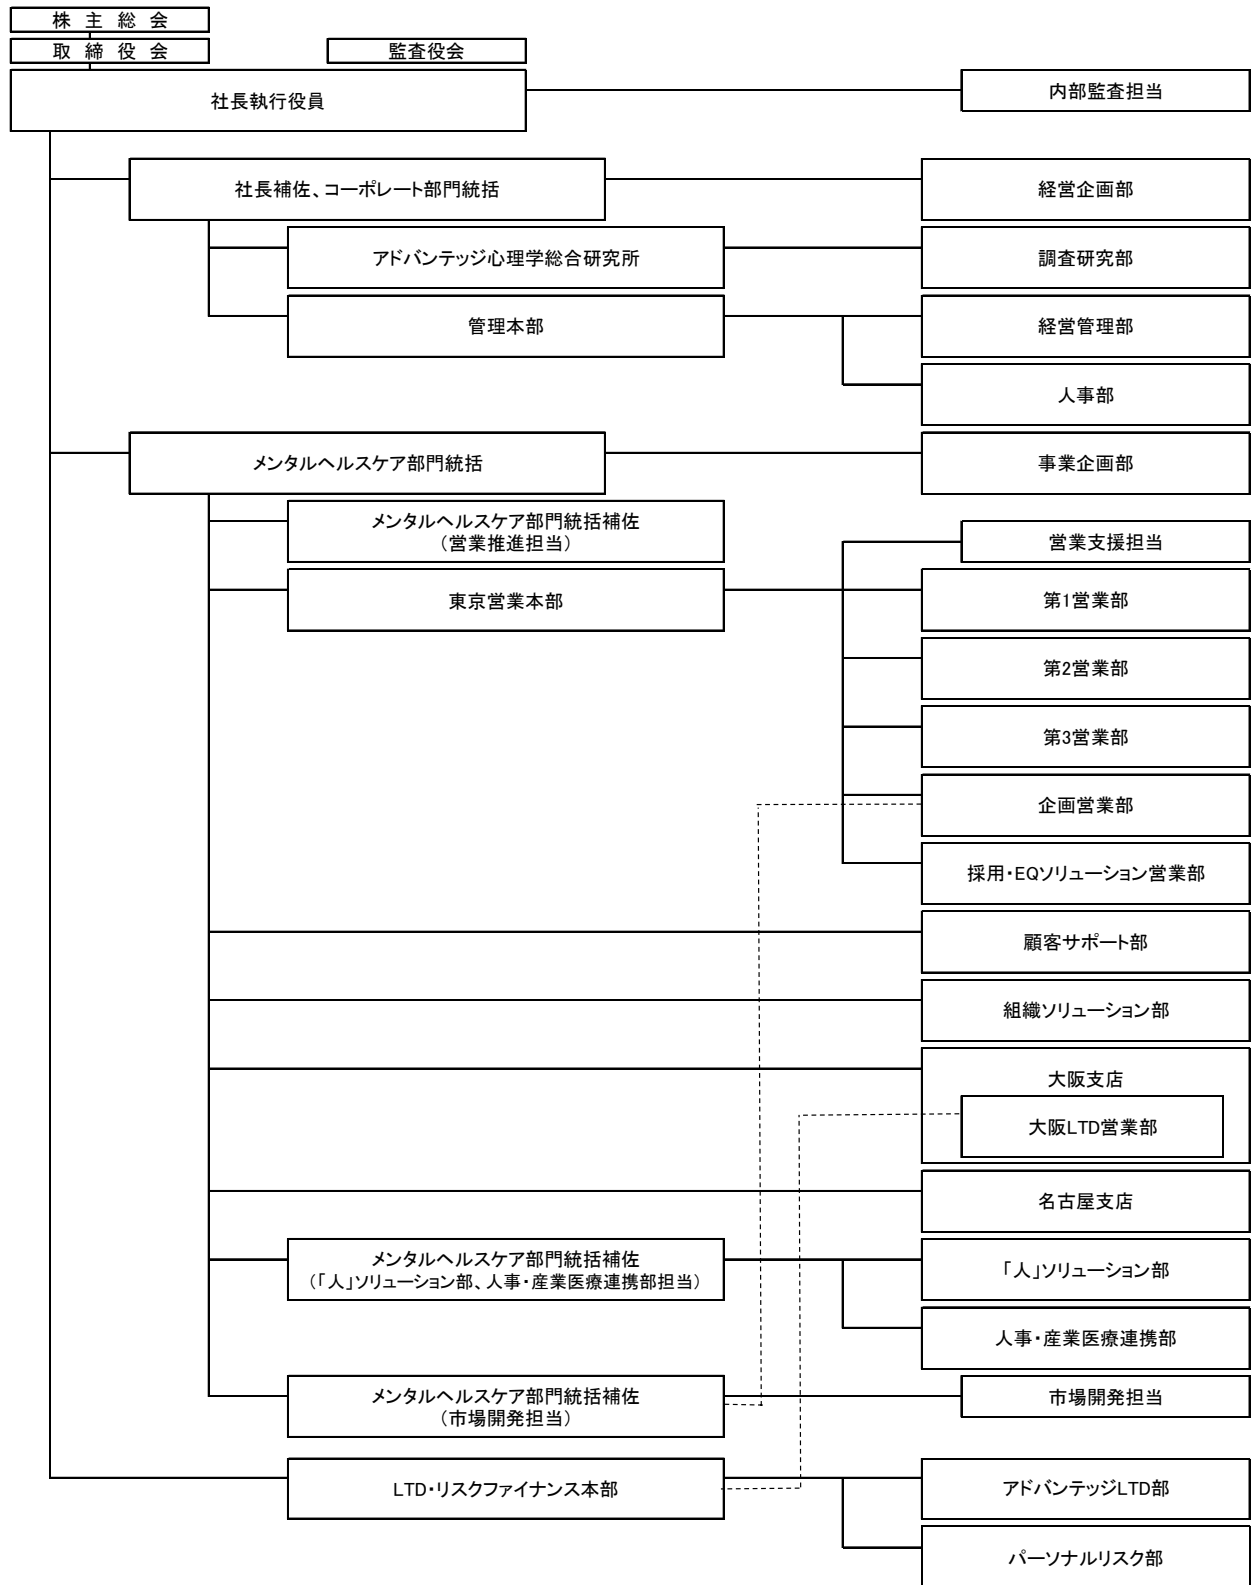 株 主 総 会
取 締 役 会
監査役会
社長執行役員
内部監査担当
社長補佐、コーポレート部門統括
経営企画部
アドバンテッジ心理学総合研究所
調査研究部
管理本部
経営管理部
人事部
メンタルヘルスケア部門統括
事業企画部
メンタルヘルスケア部門統括補佐
（営業推進担当）
営業支援担当
東京営業本部
第1営業部
第2営業部
第3営業部
企画営業部
採用・EQソリューション営業部
顧客サポート部
組織ソリューション部
大阪支店
大阪LTD営業部
名古屋支店
メンタルヘルスケア部門統括補佐
（「人」ソリューション部、人事・産業医療連携部担当）
「人」ソリューション部
人事・産業医療連携部
メンタルヘルスケア部門統括補佐
（市場開発担当）
市場開発担当
LTD・リスクファイナンス本部
アドバンテッジLTD部
パーソナルリスク部